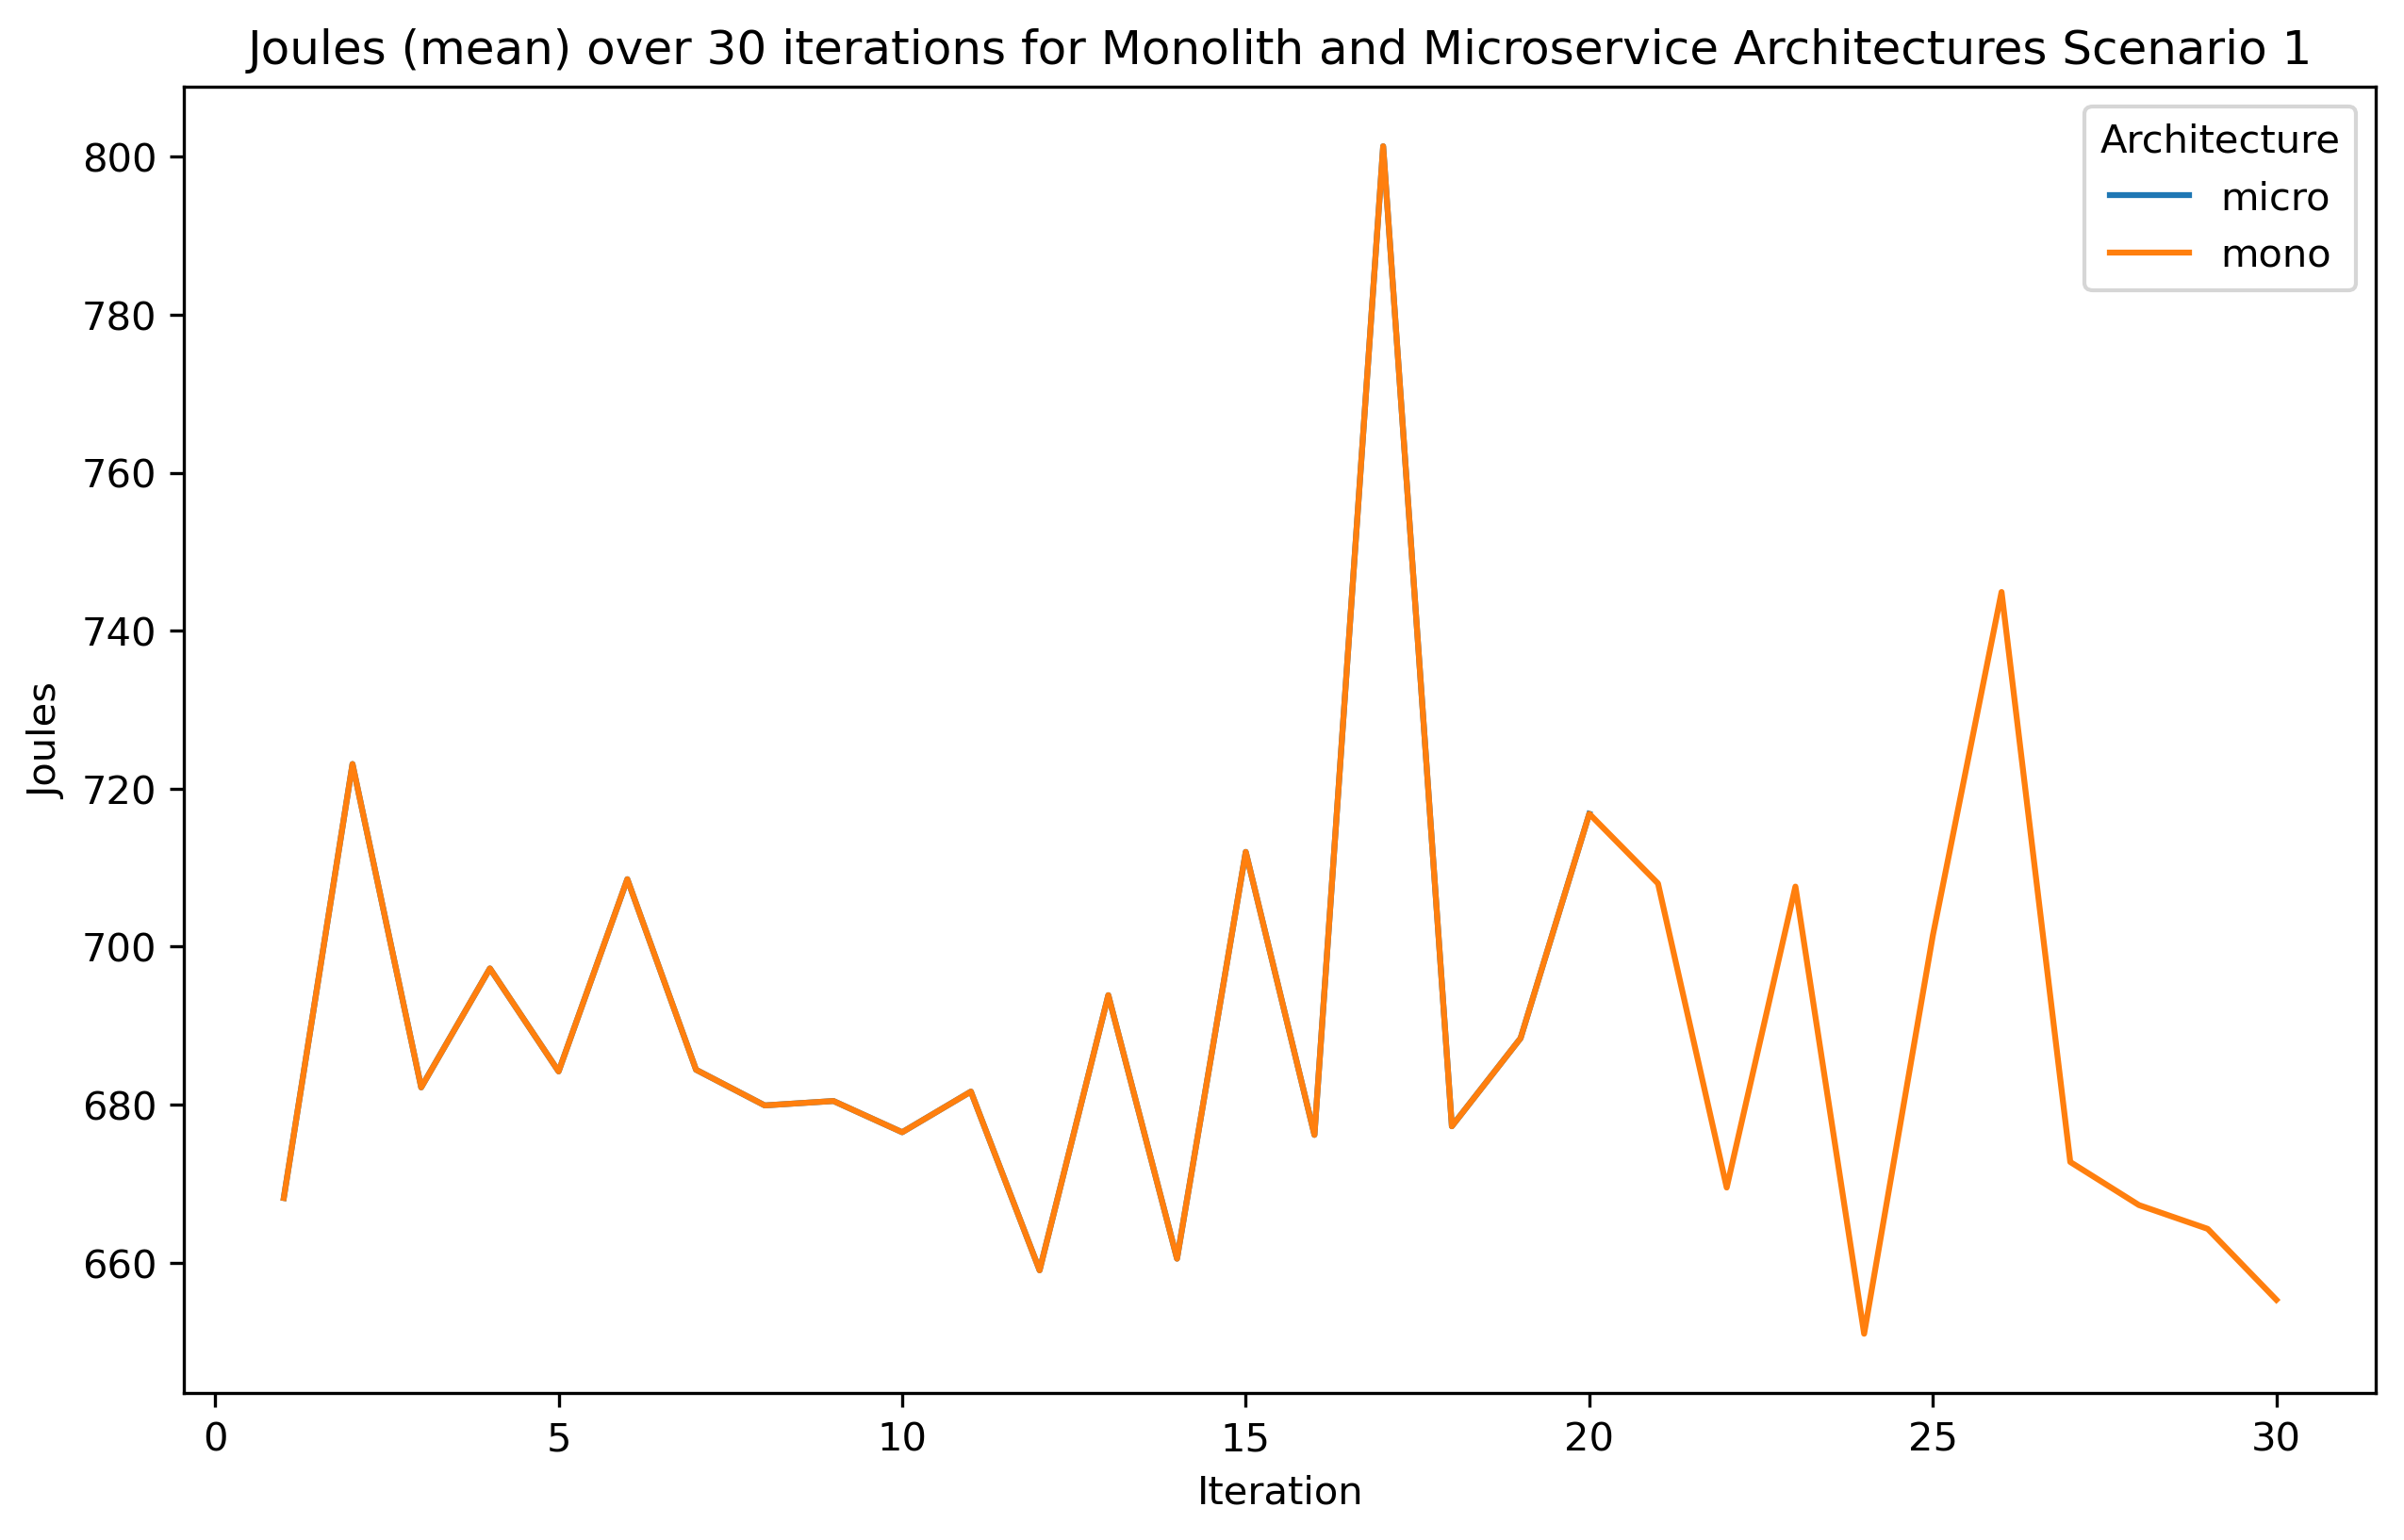 Joules (mean) over 30 iterations for Monolith and Microservice Architectures Scenario 1
Architecture
micro
mono
800
780
760
740
720
700
680
660
Joules
0 5 10 15 20 25 30
Iteration